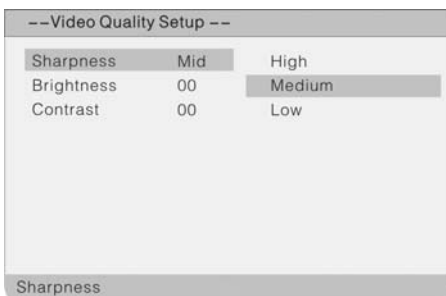 --Video Quality Setup --
Sharpness Mid High
Brightness 00 Medium
Contrast 00 Low
Sharpness